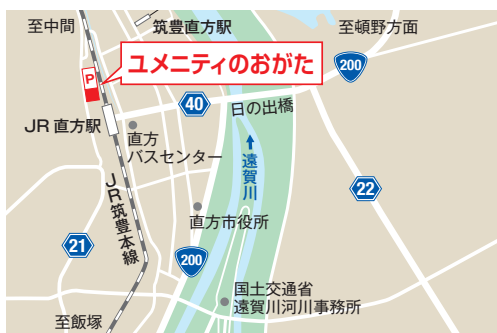 至中間
筑豊直方駅
至頓野方面
ユメニティのおがた
P
200
40
日の出橋
JR 直方駅
直方
バスセンター
遠賀川
JR筑豊本線
22
直方市役所
21
200
国土交通省
遠賀川河川事務所
至飯塚